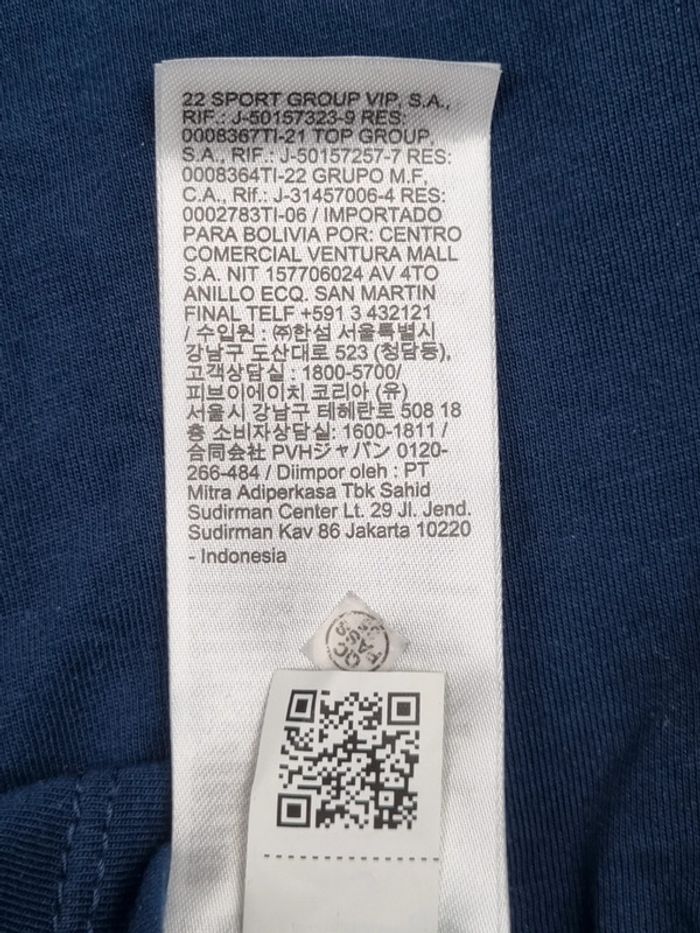 22 SPORT GROUP VIP, S.A.,
RIF.: J-50157323-9 RES:
0008367TI-21 TOP GROUP,
S.A., RIF.: J-50157257-7 RES:
0008364TI-22 GRUPO M.F,
C.A., Rif.: J-31457006-4 RES:
0002783TI-06 / IMPORTADO
PARA BOLIVIA POR: CENTRO
COMERCIAL VENTURA MALL
S.A. NIT 157706024 AV 4TO
ANILLO ECQ. SAN MARTIN
FINAL TELF +591 3 432121
/ 수입원 : ㈜한섬 서울특별시
강남구 도산대로 523 (청담동),
고객상담실 : 1800-5700/
피브이에이치 코리아 (유)
서울시 강남구 테헤란로 508 18
층 소비자상담실: 1600-1811 /
合同会社 PVHジャパン 0120-
266-484 / Diimpor oleh : PT
Mitra Adiperkasa Tbk Sahid
Sudirman Center Lt. 29 Jl. Jend.
Sudirman Kav 86 Jakarta 10220
- Indonesia